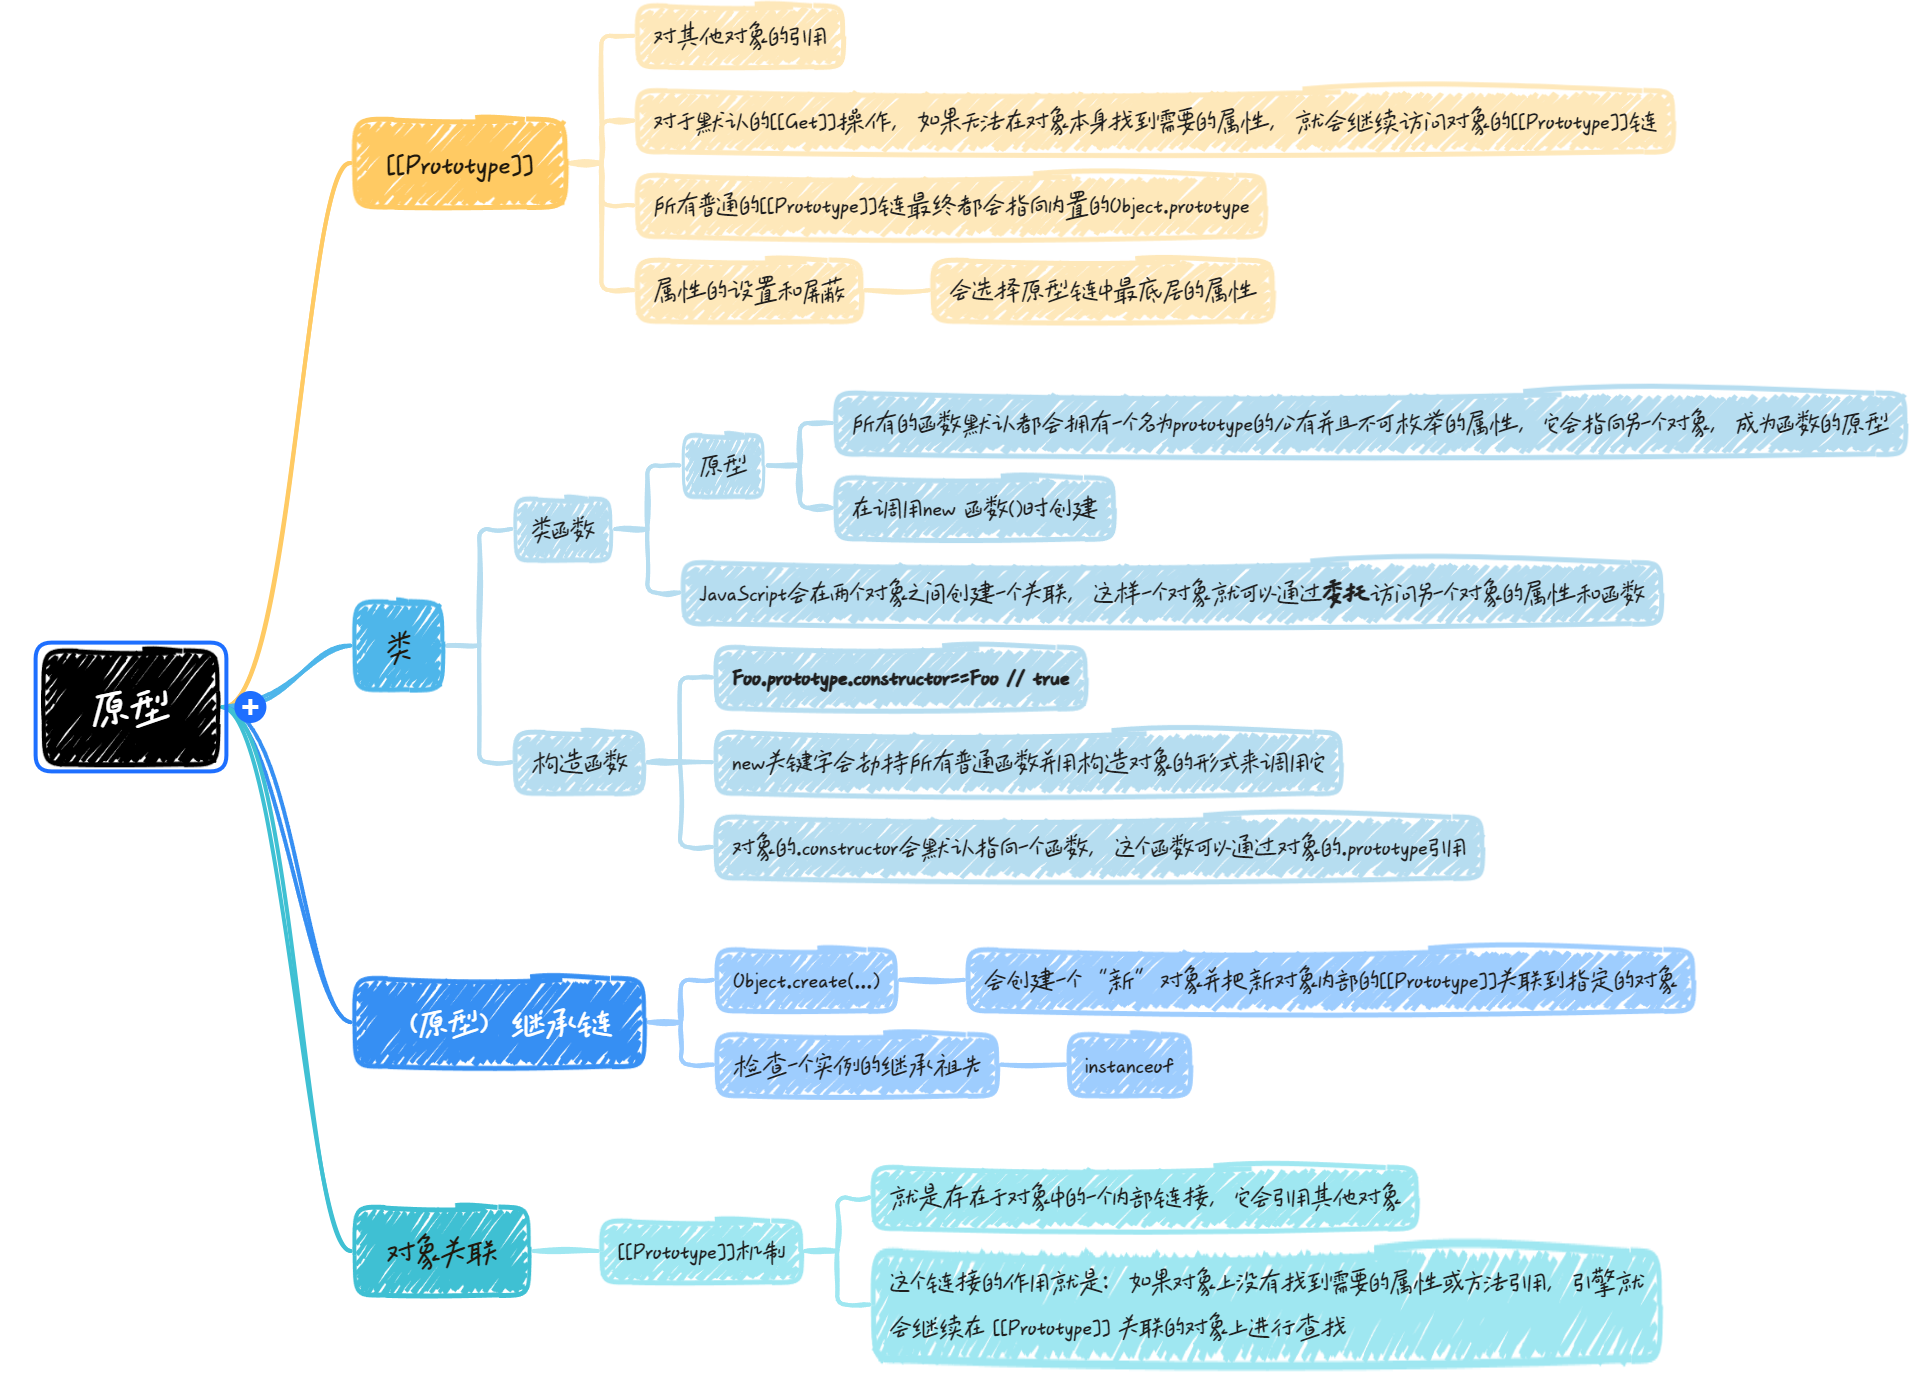 原型
[[Prototype]]
对其他对象的引用
对于默认的[[Get]]操作，如果无法在对象本身找到需要的属性，就会继续访问对象的[[Prototype]]链
所有普通的[[Prototype]]链最终都会指向内置的Object.prototype
属性的设置和屏蔽
会选择原型链中最底层的属性
类
类函数
原型
所有的函数默认都会拥有一个名为prototype的公有并且不可枚举的属性，它会指向另一个对象，成为函数的原型
在调用new 函数()时创建
JavaScript会在两个对象之间创建一个关联，这样一个对象就可以通过委托访问另一个对象的属性和函数
构造函数
Foo.prototype.constructor==Foo // true
new关键字会劫持所有普通函数并用构造对象的形式来调用它
对象的.constructor会默认指向一个函数，这个函数可以通过对象的.prototype引用
（原型）继承链
Object.create(...)
会创建一个“新”对象并把新对象内部的[[Prototype]]关联到指定的对象
检查一个实例的继承祖先
instanceof
对象关联
[[Prototype]]机制
就是存在于对象中的一个内部链接，它会引用其他对象
这个链接的作用就是：如果对象上没有找到需要的属性或方法引用，引擎就
会继续在 [[Prototype]] 关联的对象上进行查找